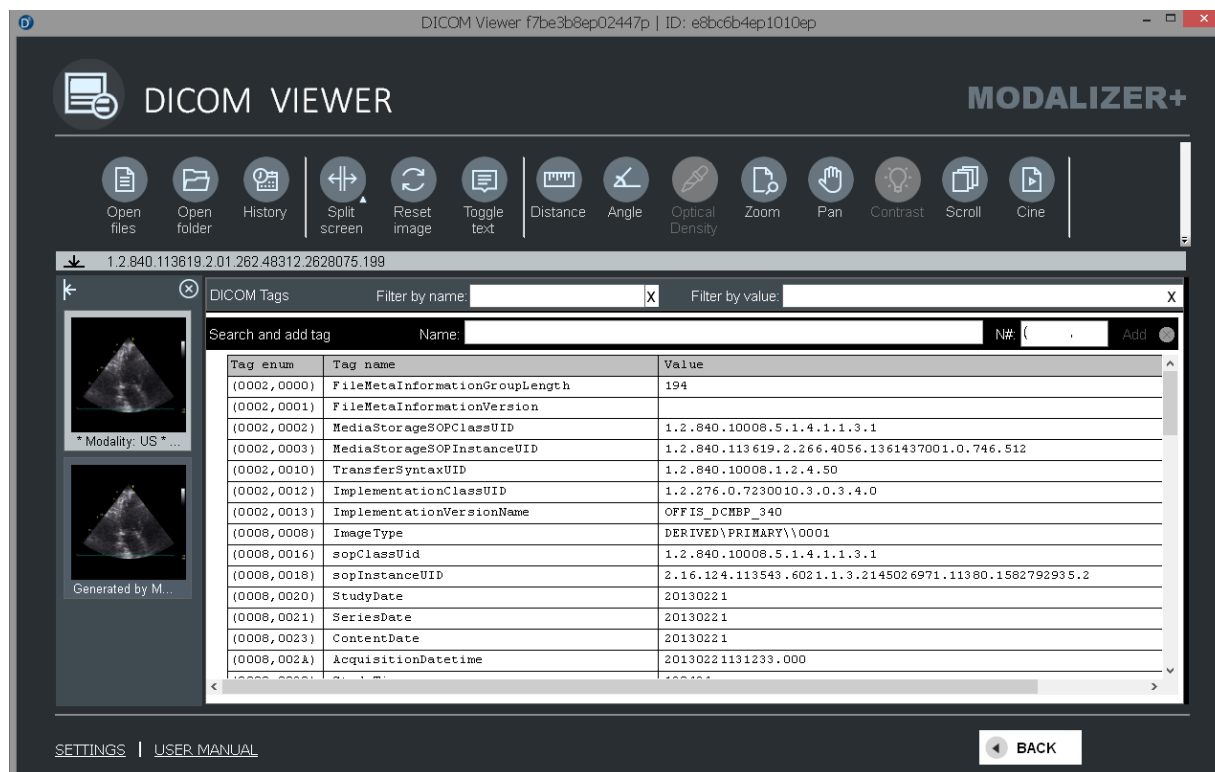 DICOM Viewer f7be3b8ep02447p | ID: e8bc6b4ep1010ep
DICOM VIEWER
MODALIZER+
Open files
Open folder
History
Split screen
Reset image
Toggle text
Distance
Angle
Optical Density
Zoom
Pan
Contrast
Scroll
Cine
1.2.840.113619.2.01.262.48312.2628075.199
DICOM Tags Filter by name: X Filter by value: X
Search and add tag Name: N#: ( , Add
Tag enum Tag name Value
(0002,0000) FileMetaInformationGroupLength 194
(0002,0001) FileMetaInformationVersion
(0002,0002) MediaStorageSOPClassUID 1.2.840.10008.5.1.4.1.1.3.1
(0002,0003) MediaStorageSOPInstanceUID 1.2.840.113619.2.266.4056.1361437001.0.746.512
(0002,0010) TransferSyntaxUID 1.2.840.10008.1.2.4.50
(0002,0012) ImplementationClassUID 1.2.276.0.7230010.3.0.3.4.0
(0002,0013) ImplementationVersionName OFFIS_DCMBP_340
(0008,0008) ImageType DERIVED\PRIMARY\\0001
(0008,0016) sopClassUid 1.2.840.10008.5.1.4.1.1.3.1
(0008,0018) sopInstanceUID 2.16.124.113543.6021.1.3.2145026971.11380.1582792935.2
(0008,0020) StudyDate 20130221
(0008,0021) SeriesDate 20130221
(0008,0023) ContentDate 20130221
(0008,002A) AcquisitionDatetime 20130221131233.000
* Modality: US * ...
Generated by M...
SETTINGS | USER MANUAL
BACK